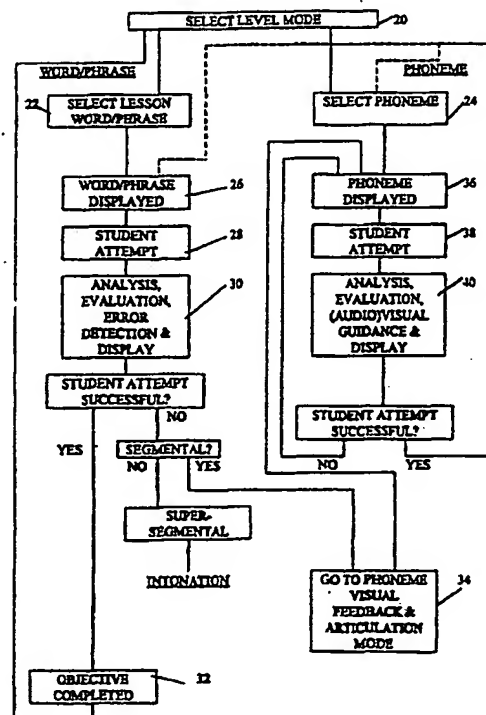 SELECT LEVEL MODE
20
WORD/PHRASE
PHONEME
22
SELECT LESSON
WORD/PHRASE
SELECT PHONEME
24
WORD/PHRASE
DISPLAYED
26
PHONEME
DISPLAYED
36
STUDENT
ATTEMPT
28
STUDENT
ATTEMPT
38
ANALYSIS,
EVALUATION,
ERROR
DETECTION &
DISPLAY
30
ANALYSIS,
EVALUATION,
(AUDIO)VISUAL
GUIDANCE &
DISPLAY
40
STUDENT ATTEMPT
SUCCESSFUL?
STUDENT ATTEMPT
SUCCESSFUL?
NO
YES
SEGMENTAL?
NO
YES
NO
YES
SUPER-
SEGMENTAL
INTONATION
GO TO PHONEME
VISUAL
FEEDBACK &
ARTICULATION
MODE
34
OBJECTIVE
COMPLETED
32